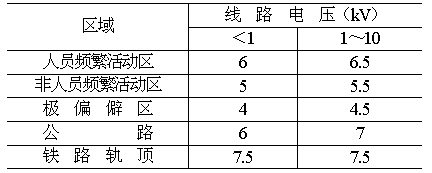 区域 线路电压(kV)
<1 1～10
人员频繁活动区 6 6.5
非人员频繁活动区 5 5.5
极偏僻区 4 4.5
公路 6 7
铁路轨顶 7.5 7.5